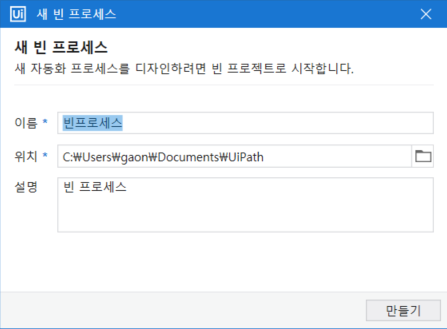 Ui 새 빈 프로세스
새 빈 프로세스
새 자동화 프로세스를 디자인하려면 빈 프로젝트로 시작합니다.
이름 * 빈프로세스
위치 * C:₩Users₩gaon₩Documents₩UiPath
설명 빈 프로세스
만들기